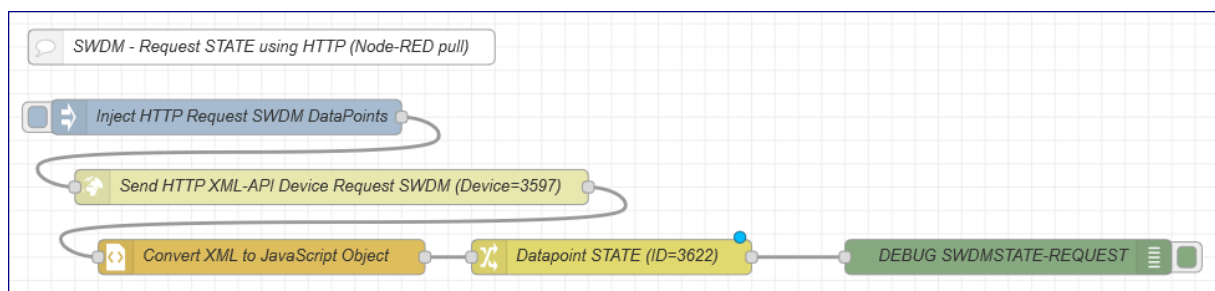 SWDM - Request STATE using HTTP (Node-RED pull)
Inject HTTP Request SWDM DataPoints
Send HTTP XML-API Device Request SWDM (Device=3597)
Convert XML to JavaScript Object
Datapoint STATE (ID=3622)
DEBUG SWDMSTATE-REQUEST